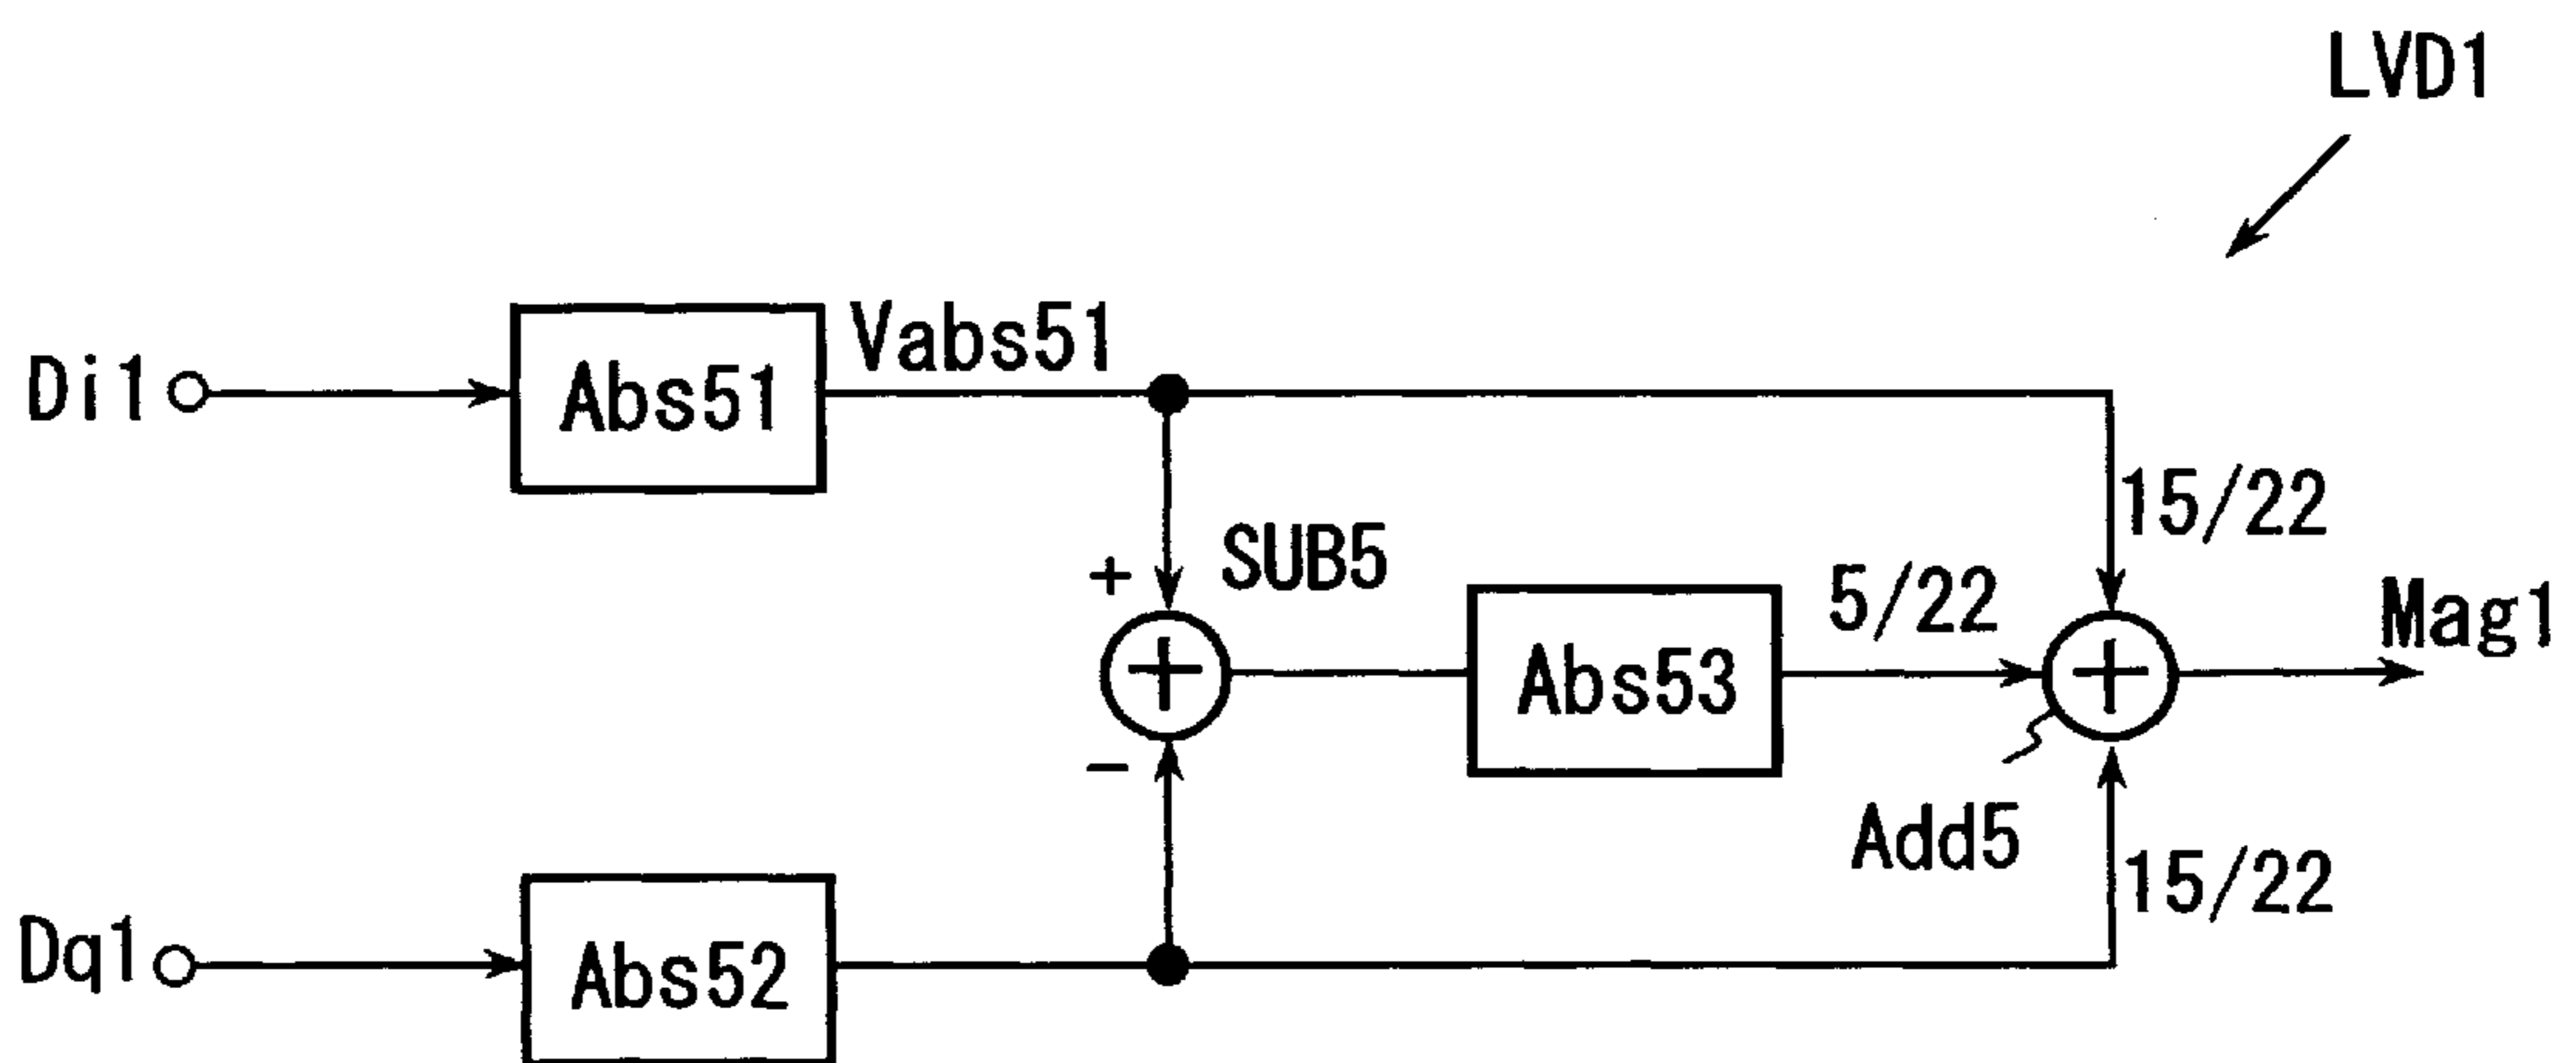 LVD1
Di1
Abs51
Vabs51
15/22
+
SUB5
5/22
+
Abs53
+
Mag1
-
Add5
15/22
Dq1
Abs52